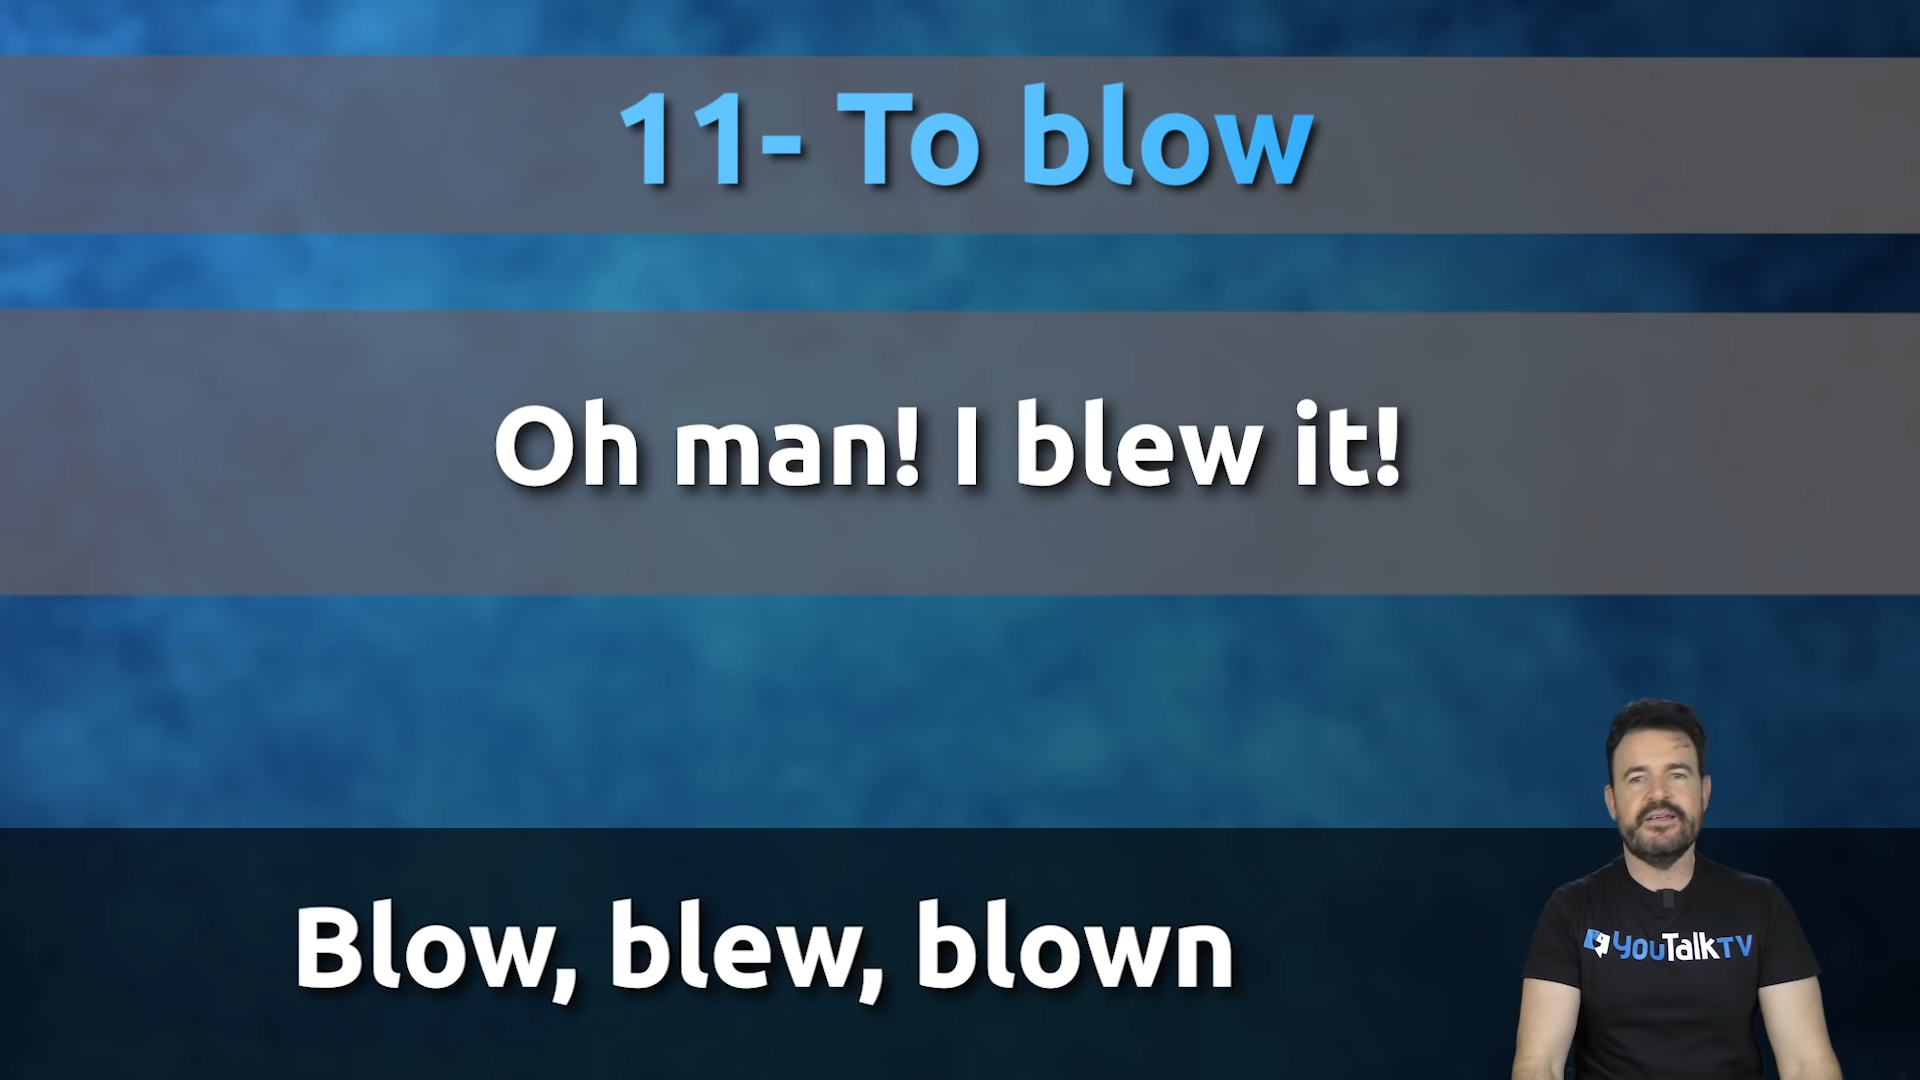 11- To blow
Oh man! I blew it!
Blow, blew, blown
YouTalkTV